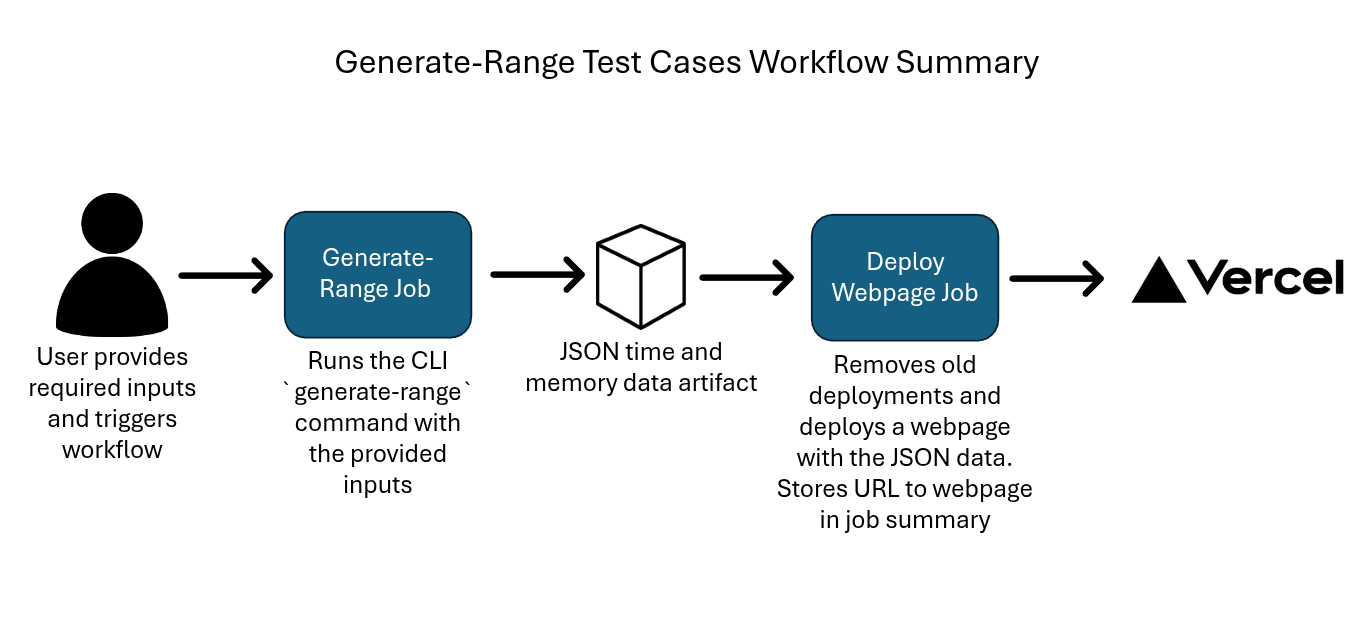 Generate-Range Test Cases Workflow Summary
User provides
required inputs
and triggers
workflow
Generate-
Range Job
Runs the CLI
`generate-range`
command with
the provided
inputs
JSON time and
memory data artifact
Deploy
Webpage Job
Removes old
deployments and
deploys a webpage
with the JSON data.
Stores URL to webpage
in job summary
Vercel